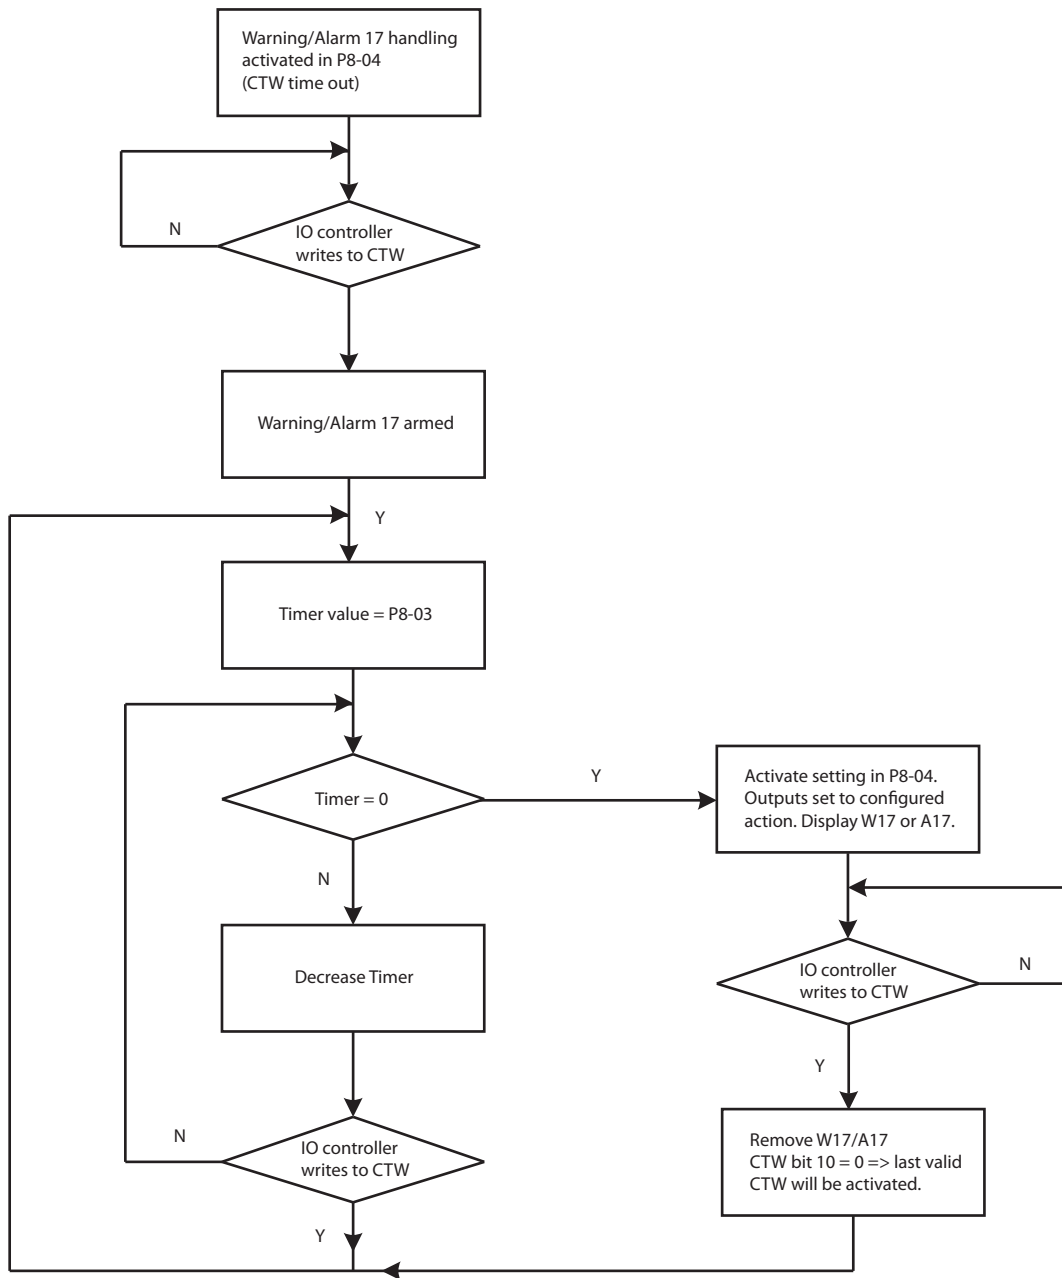 Warning/Alarm 17 handling
activated in P8-04
(CTW time out)
N
IO controller
writes to CTW
Warning/Alarm 17 armed
Y
Timer value = P8-03
Timer = 0
Y
Activate setting in P8-04.
Outputs set to configured
action. Display W17 or A17.
N
Decrease Timer
IO controller
writes to CTW
N
Y
N
IO controller
writes to CTW
Remove W17/A17
CTW bit 10 = 0 => last valid
CTW will be activated.
Y